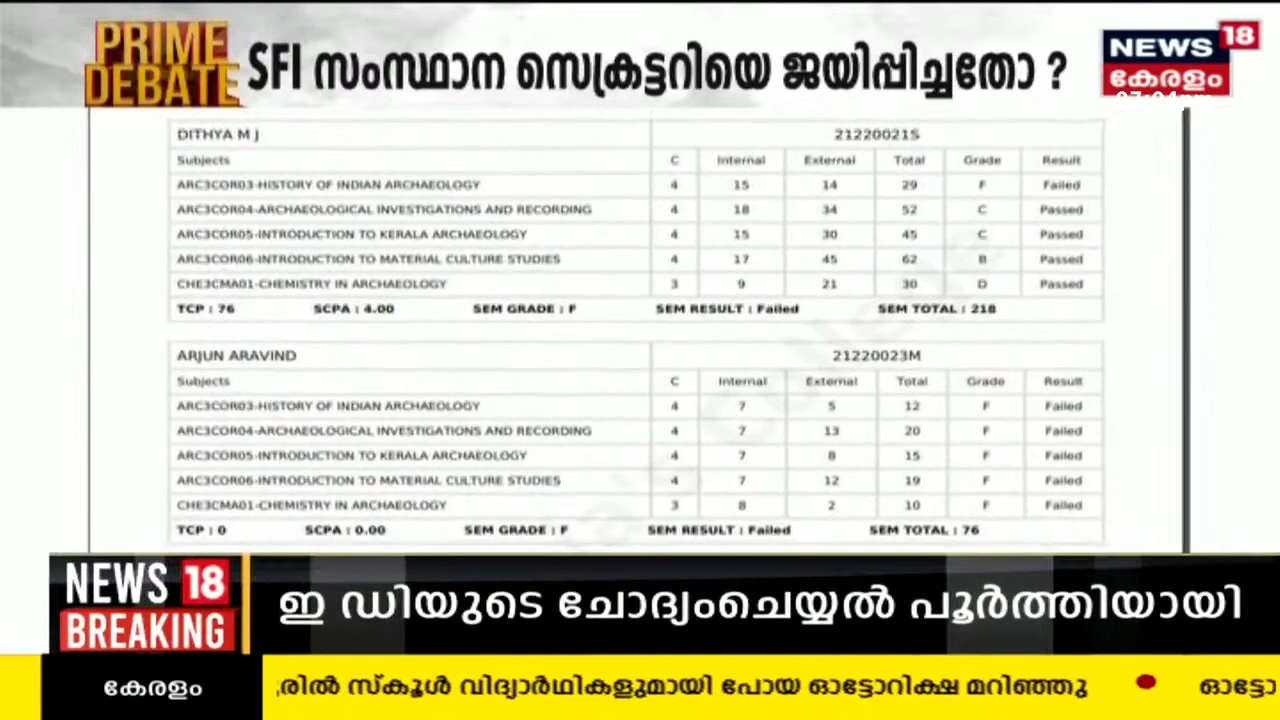 PRIME DEBATE
SFI സംസ്ഥാന സെക്രട്ടറിയെ ജയിപ്പിച്ചതോ ?
NEWS 18
കേരളം
DITHYA M J 21220021S
Subjects C Internal External Total Grade Result
ARC3COR03-HISTORY OF INDIAN ARCHAEOLOGY 4 15 14 29 F Failed
ARC3COR04-ARCHAEOLOGICAL INVESTIGATIONS AND RECORDING 4 18 34 52 C Passed
ARC3COR05-INTRODUCTION TO KERALA ARCHAEOLOGY 4 15 30 45 C Passed
ARC3COR06-INTRODUCTION TO MATERIAL CULTURE STUDIES 4 17 45 62 B Passed
CHE3CMA01-CHEMISTRY IN ARCHAEOLOGY 3 9 21 30 D Passed
TCP : 76 SCPA : 4.00 SEM GRADE : F SEM RESULT : Failed SEM TOTAL : 218
ARJUN ARAVIND 21220023M
Subjects C Internal External Total Grade Result
ARC3COR03-HISTORY OF INDIAN ARCHAEOLOGY 4 7 5 12 F Failed
ARC3COR04-ARCHAEOLOGICAL INVESTIGATIONS AND RECORDING 4 7 13 20 F Failed
ARC3COR05-INTRODUCTION TO KERALA ARCHAEOLOGY 4 7 8 15 F Failed
ARC3COR06-INTRODUCTION TO MATERIAL CULTURE STUDIES 4 7 12 19 F Failed
CHE3CMA01-CHEMISTRY IN ARCHAEOLOGY 3 8 2 10 F Failed
TCP : 0 SCPA : 0.00 SEM GRADE : F SEM RESULT : Failed SEM TOTAL : 76
NEWS 18
BREAKING
ഇ ഡിയുടെ ചോദ്യംചെയ്യൽ പൂർത്തിയായി
കേരളം
സ്കൂൾ വിദ്യാർഥികളുമായി പോയ ഓട്ടോറിക്ഷ മറിഞ്ഞു